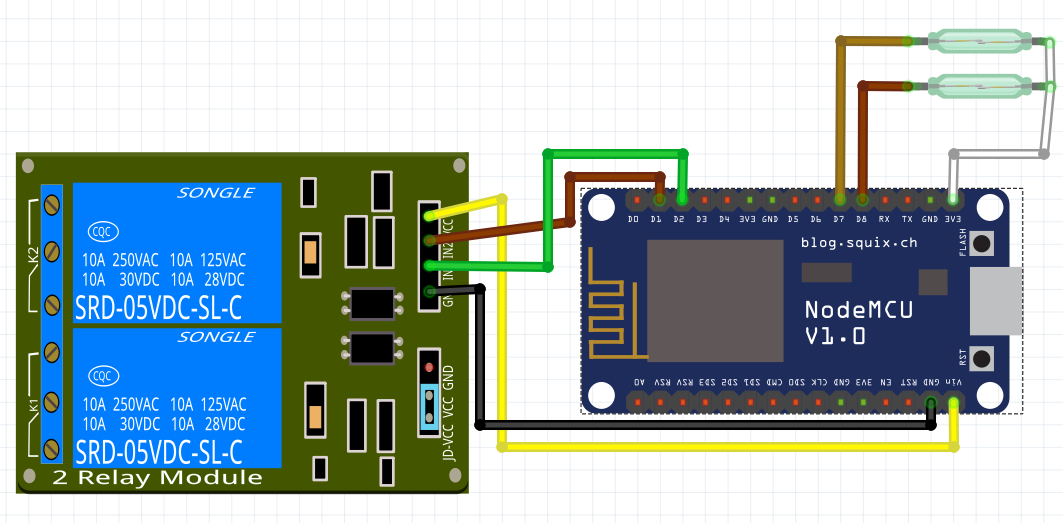 SONGLE
CQC
10A 250VAC 10A 125VAC
10A 30VDC 10A 28VDC
SRD-05VDC-SL-C
SONGLE
CQC
10A 250VAC 10A 125VAC
10A 30VDC 10A 28VDC
SRD-05VDC-SL-C
2 Relay Module
K2
K1
VCC
IN2
GND
JD-VCC VCC GND
D0 D1 D2 D3 D4 3V3 GND D5 D6 D7 D8 RX TX GND 3V3
blog.squix.ch
FLASH
NodeMCU
V1.0
RST
A0 RSV RSV SD3 SD2 SD1 CMD SD0 CLK GND 3V3 EN RST GND Vin